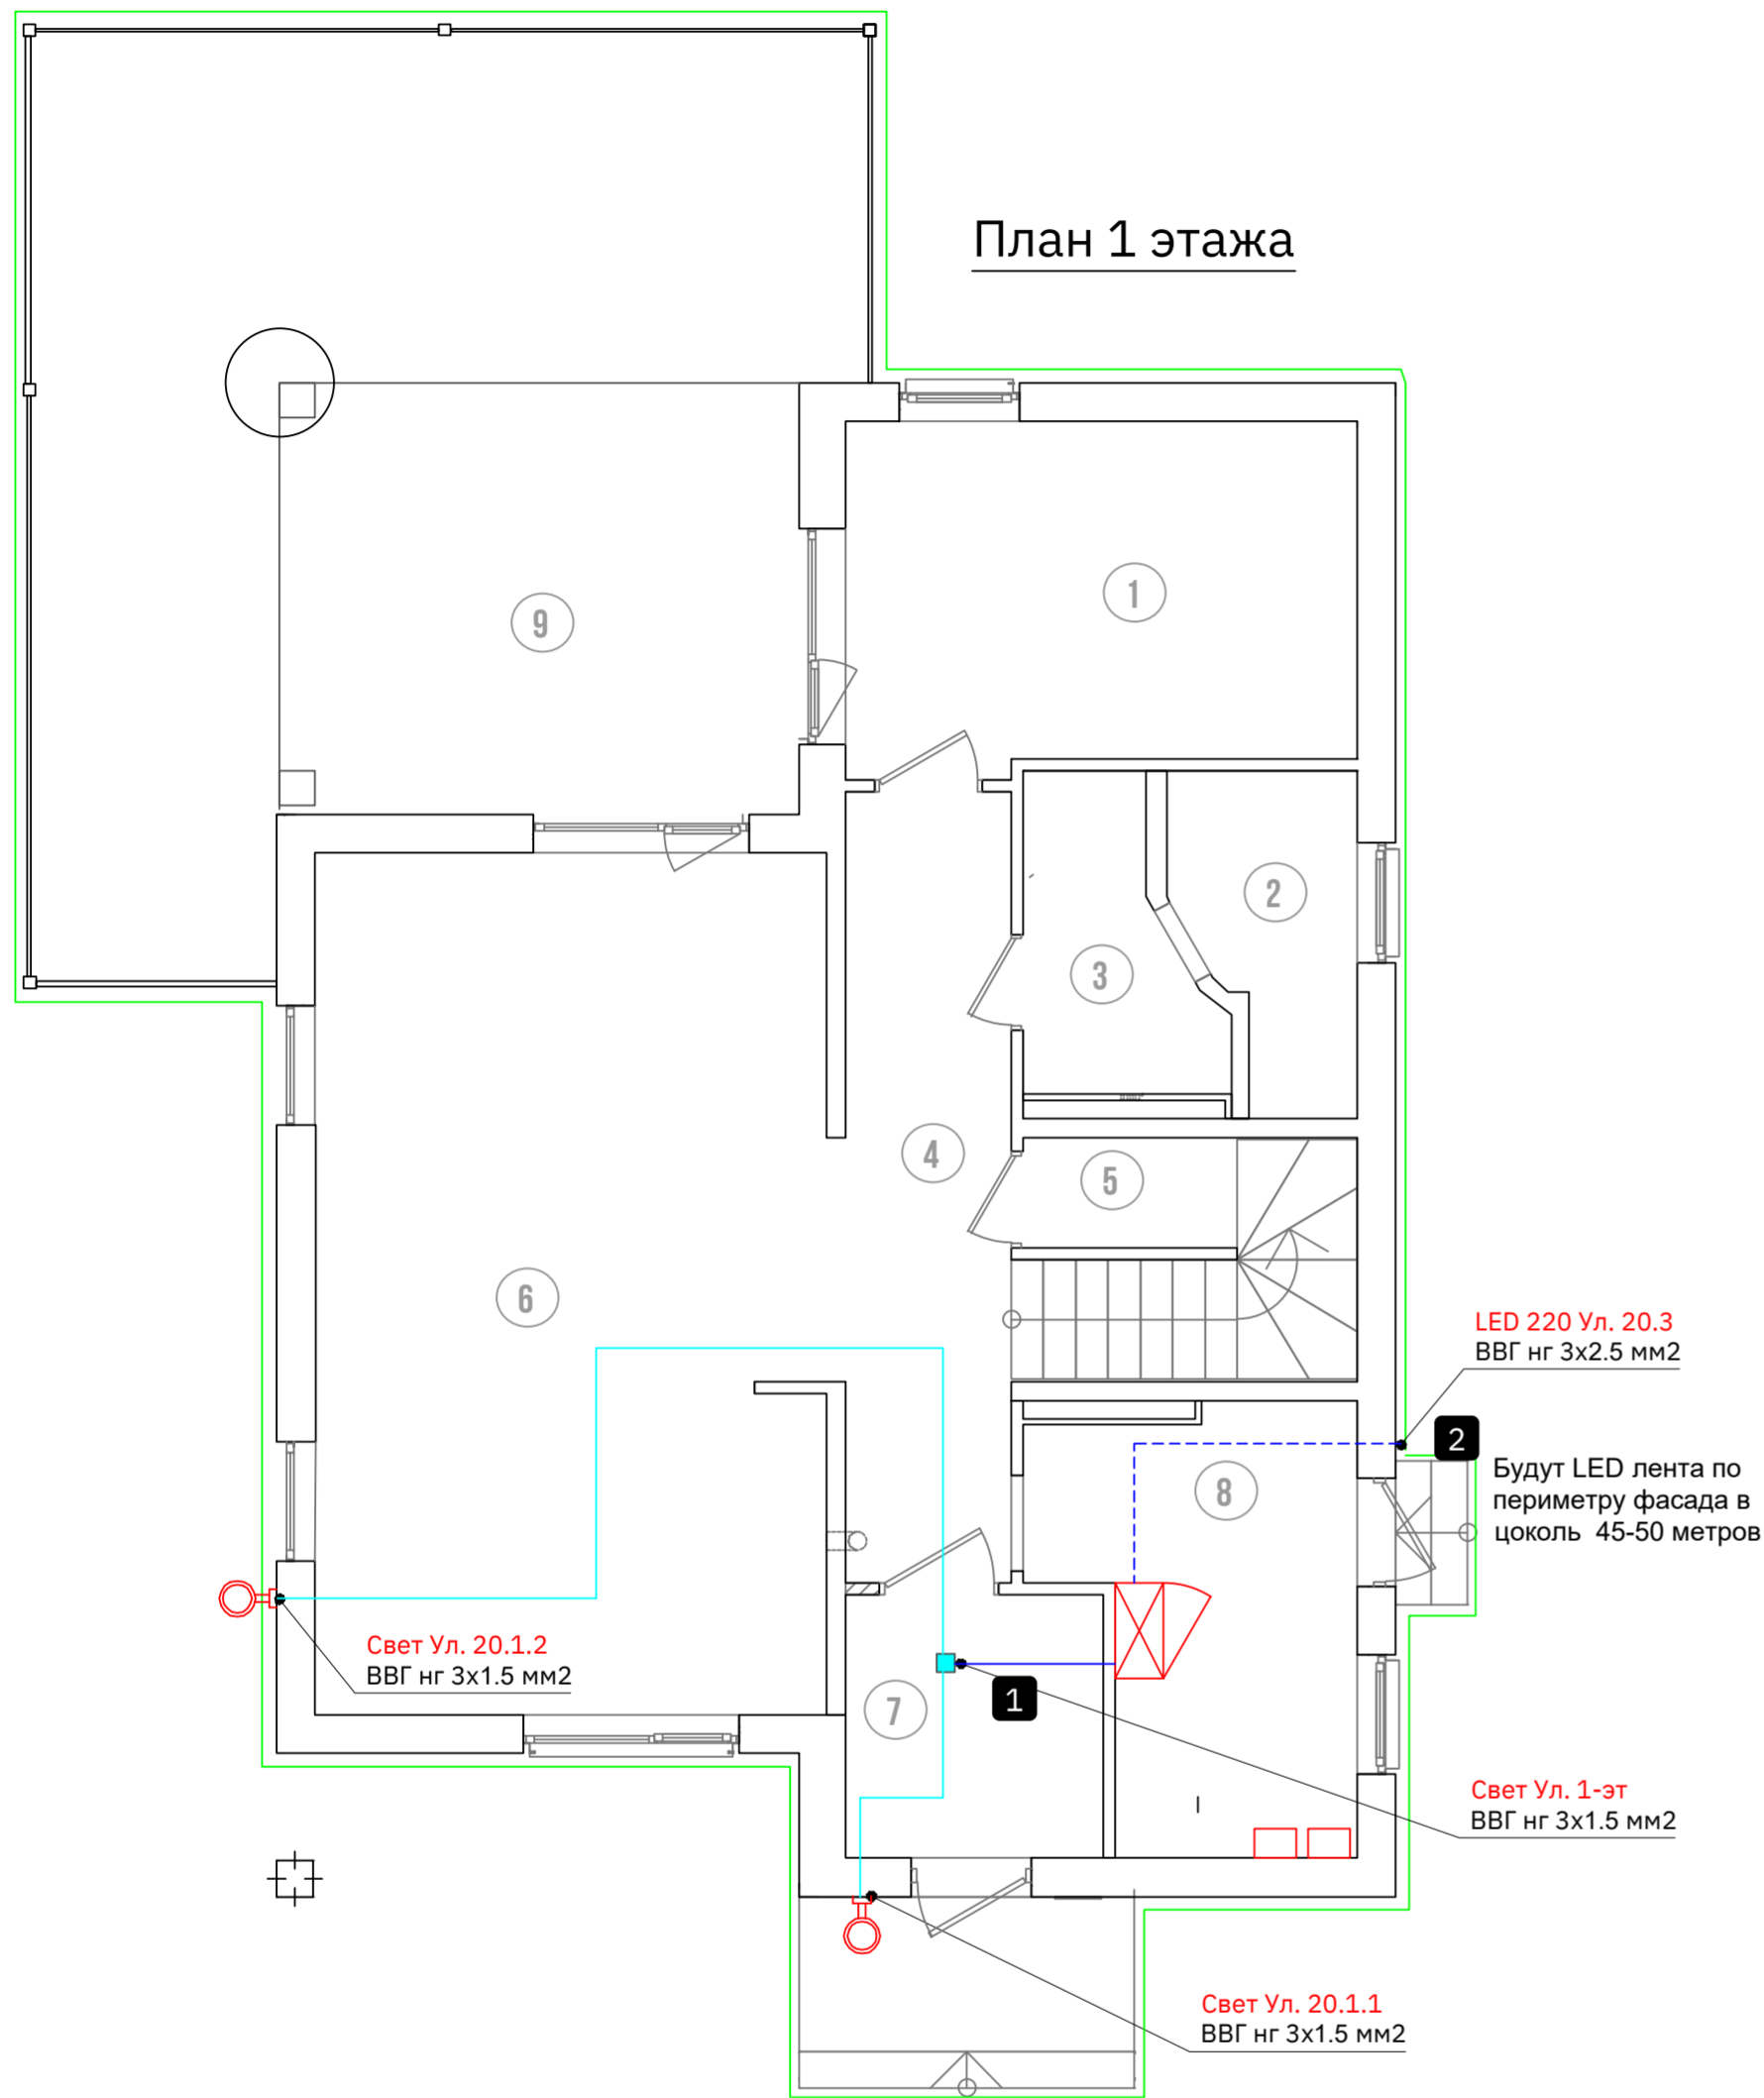 План 1 этажа
9
1
2
3
4
5
6
LED 220 Ул. 20.3
ВВГ нг 3х2.5 мм2
2
Будут LED лента по
периметру фасада в
цоколь 45-50 метров
8
Свет Ул. 20.1.2
ВВГ нг 3х1.5 мм2
7
1
Свет Ул. 1-эт
ВВГ нг 3х1.5 мм2
Свет Ул. 20.1.1
ВВГ нг 3х1.5 мм2